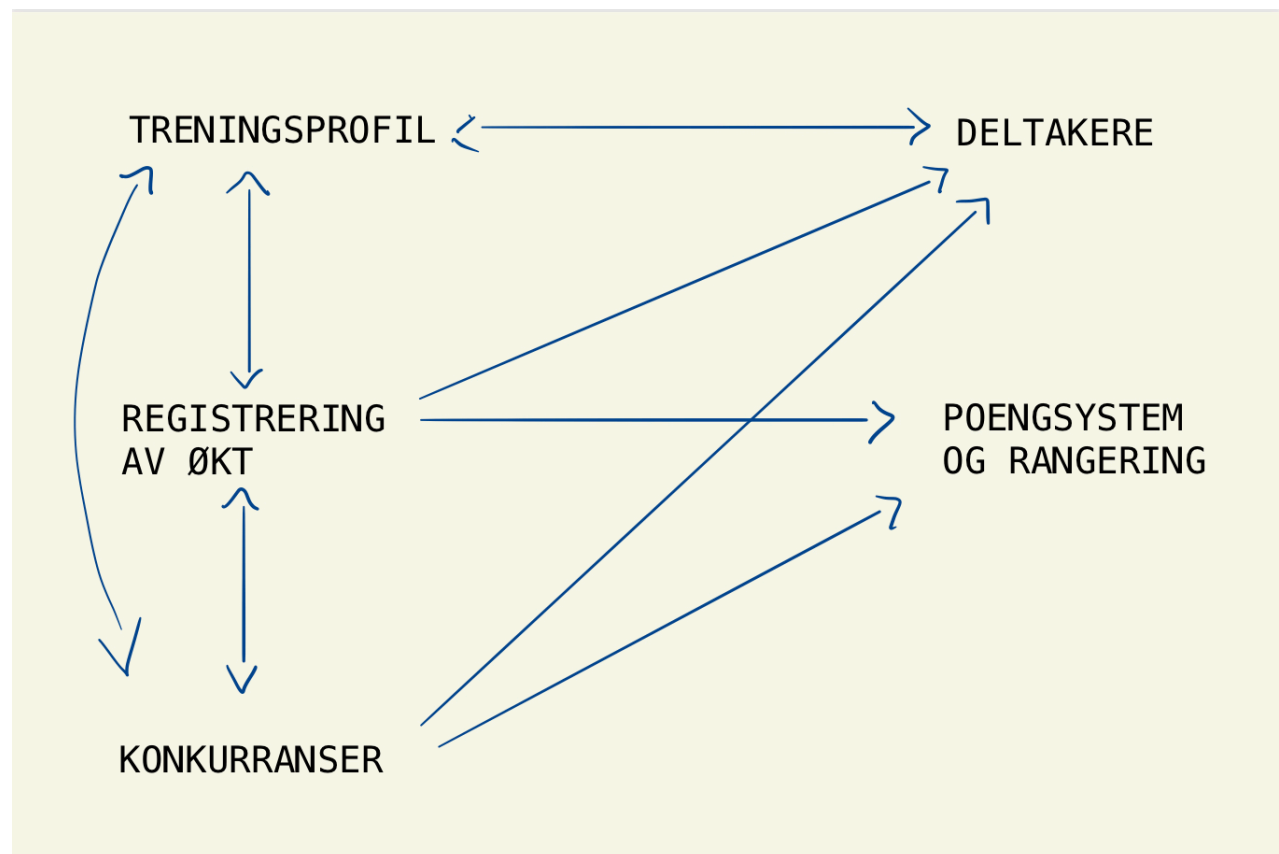 TRENINGSPROFIL
DELTAKERE
REGISTRERING
AV ØKT
POENGSYSTEM
OG RANGERING
KONKURRANSER